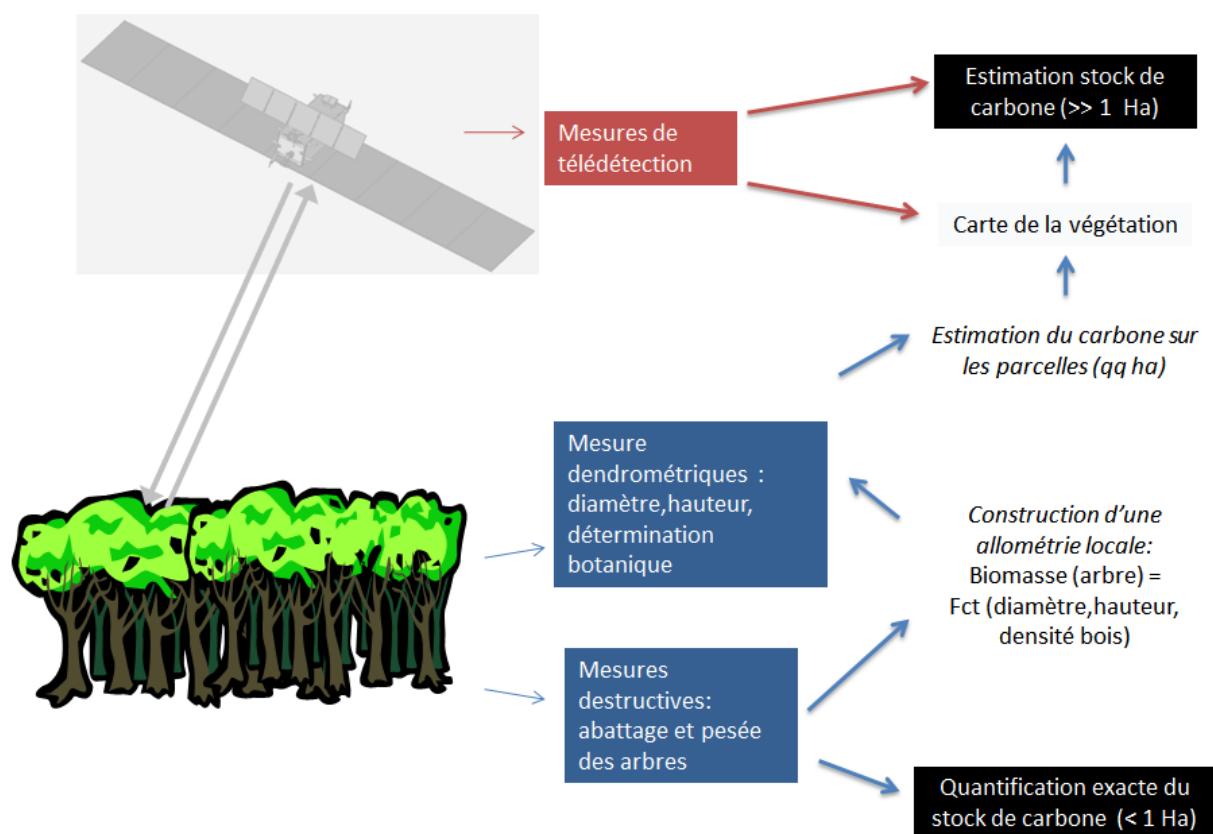 Estimation stock de
carbone (>> 1 Ha)
Mesures de
télédétection
Carte de la végétation
Estimation du carbone sur
les parcelles (qq ha)
Mesure
dendrométriques :
diamètre,hauteur,
détermination
botanique
Construction d’une
allométrie locale:
Biomasse (arbre) =
Fct (diamètre,hauteur,
densité bois)
Mesures
destructives:
abattage et pesée
des arbres
Quantification exacte du
stock de carbone (< 1 Ha)